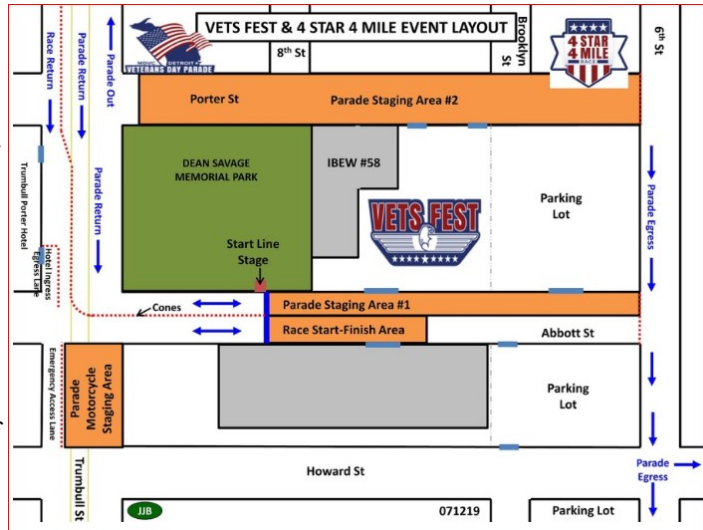 VETS FEST & 4 STAR 4 MILE EVENT LAYOUT
Race Return
Parade Return
Parade Out
MDVC DETROIT
VETERANS DAY PARADE
8th St
Brooklyn
St
4 STAR
4 MILE
RACE
6th St
Porter St
Parade Staging Area #2
DEAN SAVAGE
MEMORIAL PARK
IBEW #58
VETS FEST
Parking
Lot
Parade Egress
Trumbull Porter Hotel
Parade Return
Hotel Ingress
Egress Lane
Start Line
Stage
Cones
Parade Staging Area #1
Race Start-Finish Area
Abbott St
Emergency Access Lane
Parade
Motorcycle
Staging Area
Parking
Lot
Trumbull St
Howard St
Parade
Egress
JJB
071219
Parking Lot